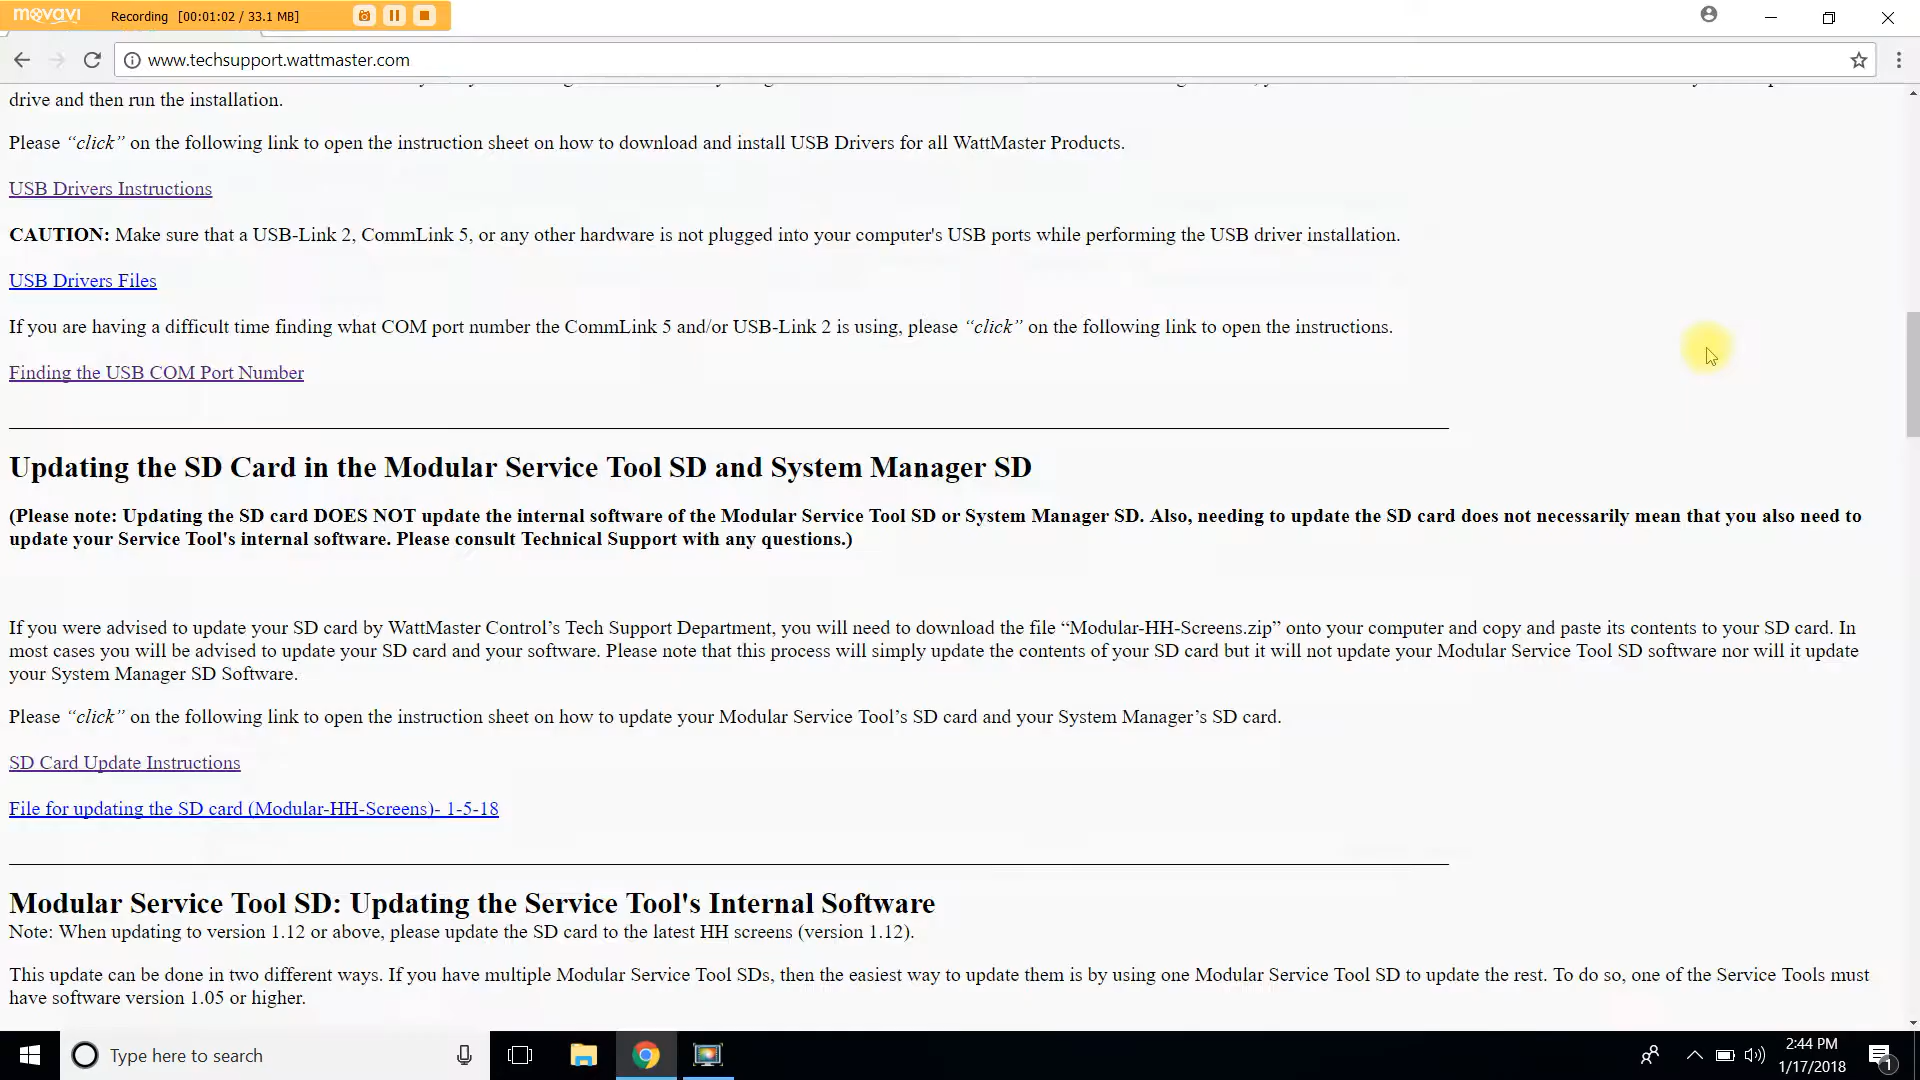 movavi
Recording [00:01:02 / 33.1 MB]
www.techsupport.wattmaster.com
drive and then run the installation.
Please “click” on the following link to open the instruction sheet on how to download and install USB Drivers for all WattMaster Products.
USB Drivers Instructions
CAUTION: Make sure that a USB-Link 2, CommLink 5, or any other hardware is not plugged into your computer's USB ports while performing the USB driver installation.
USB Drivers Files
If you are having a difficult time finding what COM port number the CommLink 5 and/or USB-Link 2 is using, please “click” on the following link to open the instructions.
Finding the USB COM Port Number
Updating the SD Card in the Modular Service Tool SD and System Manager SD
(Please note: Updating the SD card DOES NOT update the internal software of the Modular Service Tool SD or System Manager SD. Also, needing to update the SD card does not necessarily mean that you also need to
update your Service Tool's internal software. Please consult Technical Support with any questions.)
If you were advised to update your SD card by WattMaster Control’s Tech Support Department, you will need to download the file “Modular-HH-Screens.zip” onto your computer and copy and paste its contents to your SD card. In
most cases you will be advised to update your SD card and your software. Please note that this process will simply update the contents of your SD card but it will not update your Modular Service Tool SD software nor will it update
your System Manager SD Software.
Please “click” on the following link to open the instruction sheet on how to update your Modular Service Tool’s SD card and your System Manager’s SD card.
SD Card Update Instructions
File for updating the SD card (Modular-HH-Screens)- 1-5-18
Modular Service Tool SD: Updating the Service Tool's Internal Software
Note: When updating to version 1.12 or above, please update the SD card to the latest HH screens (version 1.12).
This update can be done in two different ways. If you have multiple Modular Service Tool SDs, then the easiest way to update them is by using one Modular Service Tool SD to update the rest. To do so, one of the Service Tools must
have software version 1.05 or higher.
Type here to search
2:44 PM
1/17/2018
1